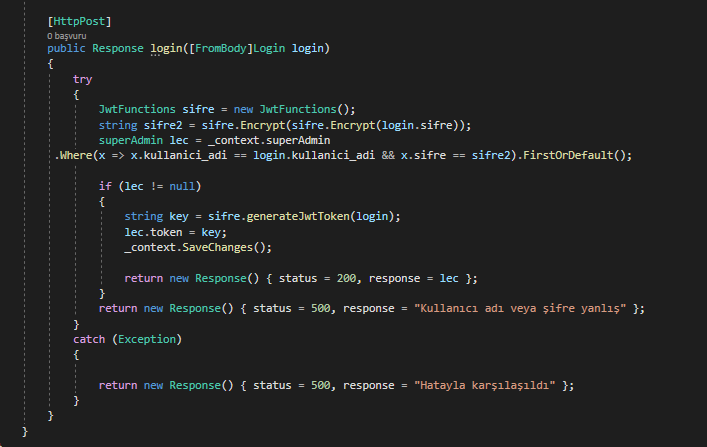 [HttpPost]
0 başvuru
public Response login([FromBody]Login login)
{
try
{
JwtFunctions sifre = new JwtFunctions();
string sifre2 = sifre.Encrypt(sifre.Encrypt(login.sifre));
superAdmin lec = _context.superAdmin
.Where(x => x.kullanici_adi == login.kullanici_adi && x.sifre == sifre2).FirstOrDefault();
if (lec != null)
{
string key = sifre.generateJwtToken(login);
lec.token = key;
_context.SaveChanges();
return new Response() { status = 200, response = lec };
}
return new Response() { status = 500, response = "Kullanıcı adı veya şifre yanlış" };
}
catch (Exception)
{
return new Response() { status = 500, response = "Hatayla karşılaşıldı" };
}
}
}